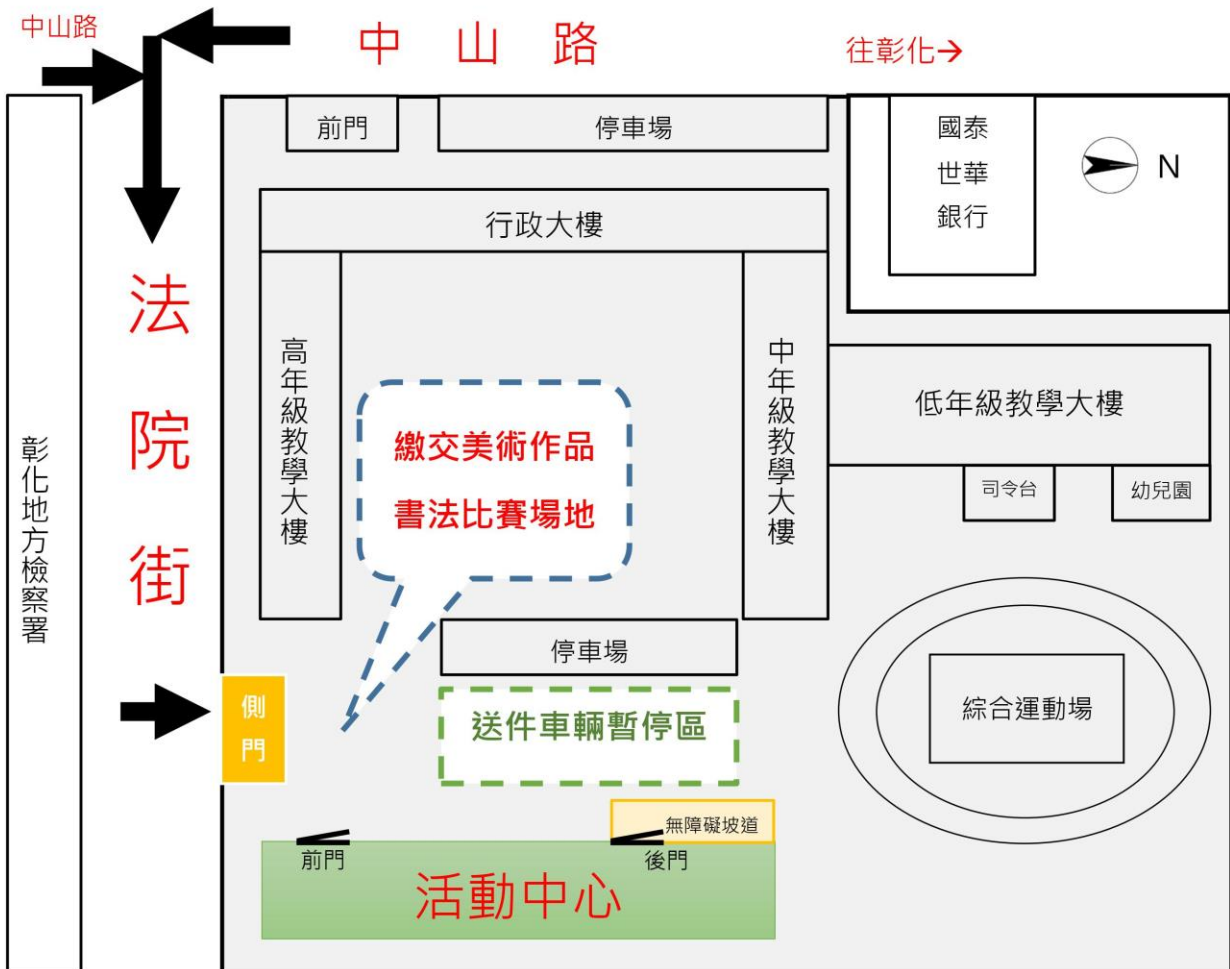 中山路
中 山 路
往彰化→
前門
停車場
國泰
世華
銀行
N
行政大樓
高年級教學大樓
中年級教學大樓
低年級教學大樓
司令台
幼兒園
法院街
彰化地方檢察署
繳交美術作品
書法比賽場地
停車場
側門
送件車輛暫停區
綜合運動場
無障礙坡道
前門
後門
活動中心